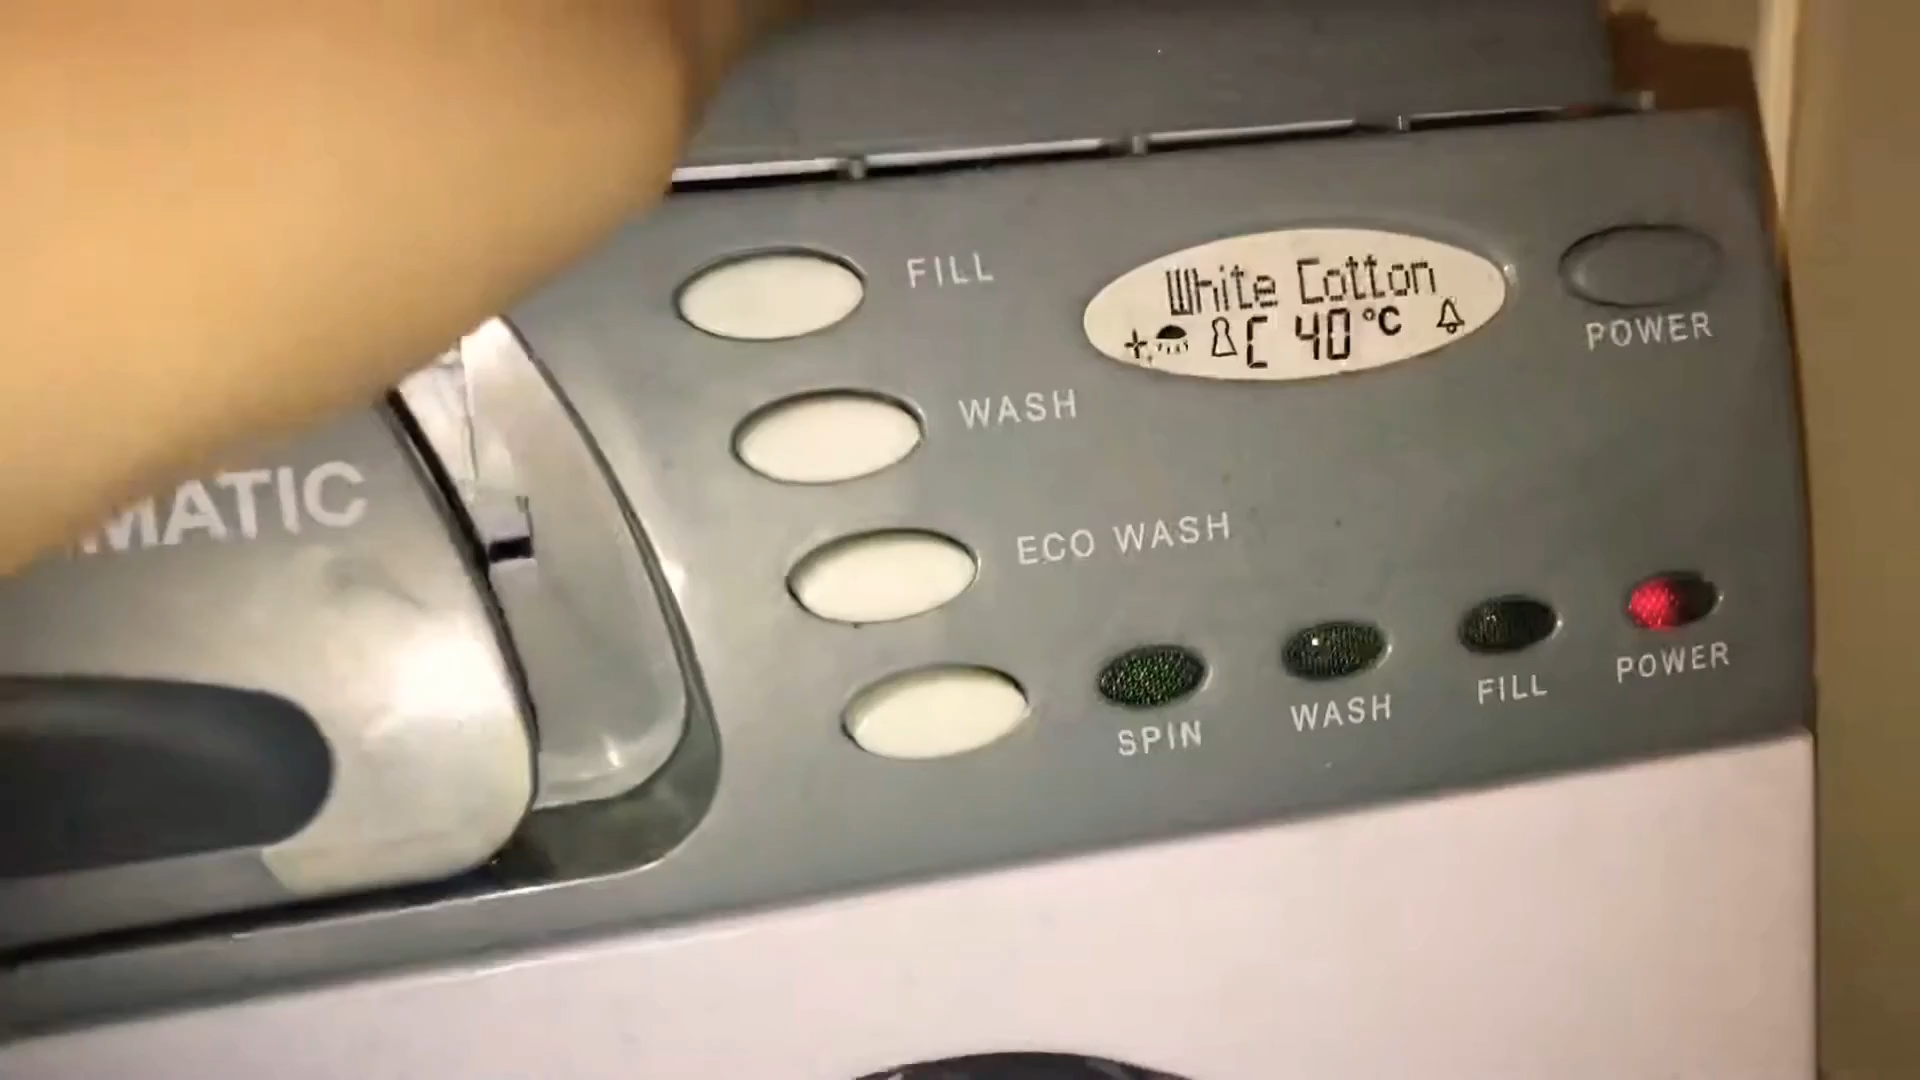 FILL
White Cotton
C 40 °C
POWER
WASH
MATIC
ECO WASH
SPIN
WASH
FILL
POWER